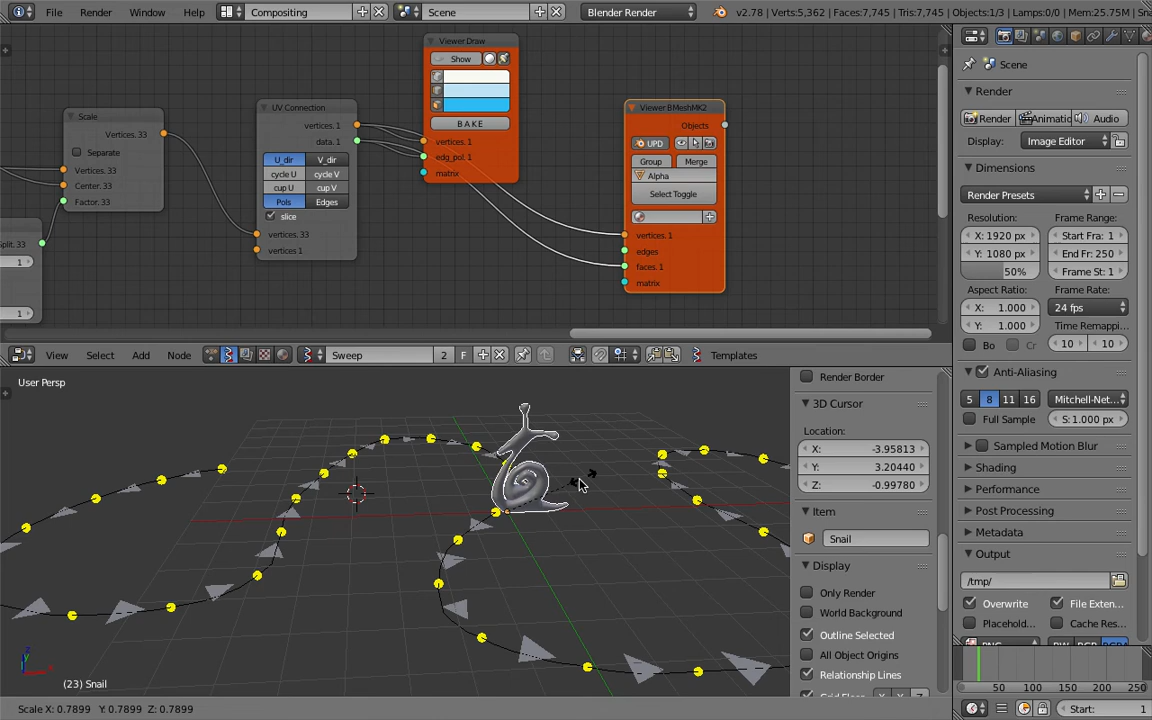 File Render Window Help Compositing Scene Blender Render v2.78 | Verts:5,362 | Faces:7,745 | Tris:7,745 | Objects:1/3 | Lamps:0/0 | Mem:25.75M | Sna
Viewer Draw
Show
BAKE
vertices. 1
edg_pol. 1
matrix
Scale
Vertices. 33
Separate
Vertices. 33
Center. 33
Factor. 33
Split. 33
1
1
UV Connection
vertices. 1
data. 1
U_dir V_dir
cycle U cycle V
cup U cup V
Pols Edges
slice
vertices. 33
vertices 1
Viewer BMeshMK2
Objects
UPD
Group Merge
Alpha
Select Toggle
vertices. 1
edges
faces. 1
matrix
View Select Add Node Sweep 2 F Templates
User Persp
(23) Snail
Scale X: 0.7899 Y: 0.7899 Z: 0.7899
Render Border
3D Cursor
Location:
X: -3.95813
Y: 3.20440
Z: -0.99780
Item
Snail
Display
Only Render
World Background
Outline Selected
All Object Origins
Relationship Lines
Scene
Render
Render Animatic Audio
Display: Image Editor
Dimensions
Render Presets
Resolution: Frame Range:
X: 1920 px Start Fra: 1
Y: 1080 px End Fr: 250
50% Frame St: 1
Aspect Ratio: Frame Rate:
X: 1.000 24 fps
Y: 1.000 Time Remappi...
Bo Cr 10 10
Anti-Aliasing
5 8 11 16 Mitchell-Net...
Full Sample S: 1.000 px
Sampled Motion Blur
Shading
Performance
Post Processing
Metadata
Output
/tmp/
Overwrite File Exten...
Placehold... Cache Res...
50 100 150 200 250
Start: 1